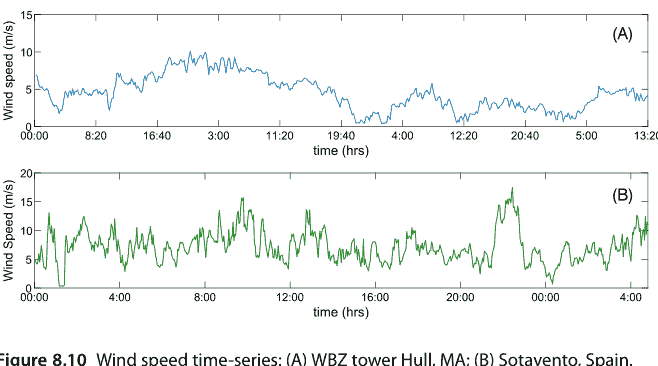 15
(A)
10
5
0
Wind speed (m/s)
00:00 8:20 16:40 3:00 11:20 19:40 4:00 12:20 20:40 5:00 13:20
time (hrs)
20
(B)
15
10
5
0
Wind Speed (m/s)
00:00 4:00 8:00 12:00 16:00 20:00 00:00 4:00
time (hrs)
Figure 8.10 Wind speed time-series: (A) WBZ tower Hull, MA; (B) Sotavento, Spain.